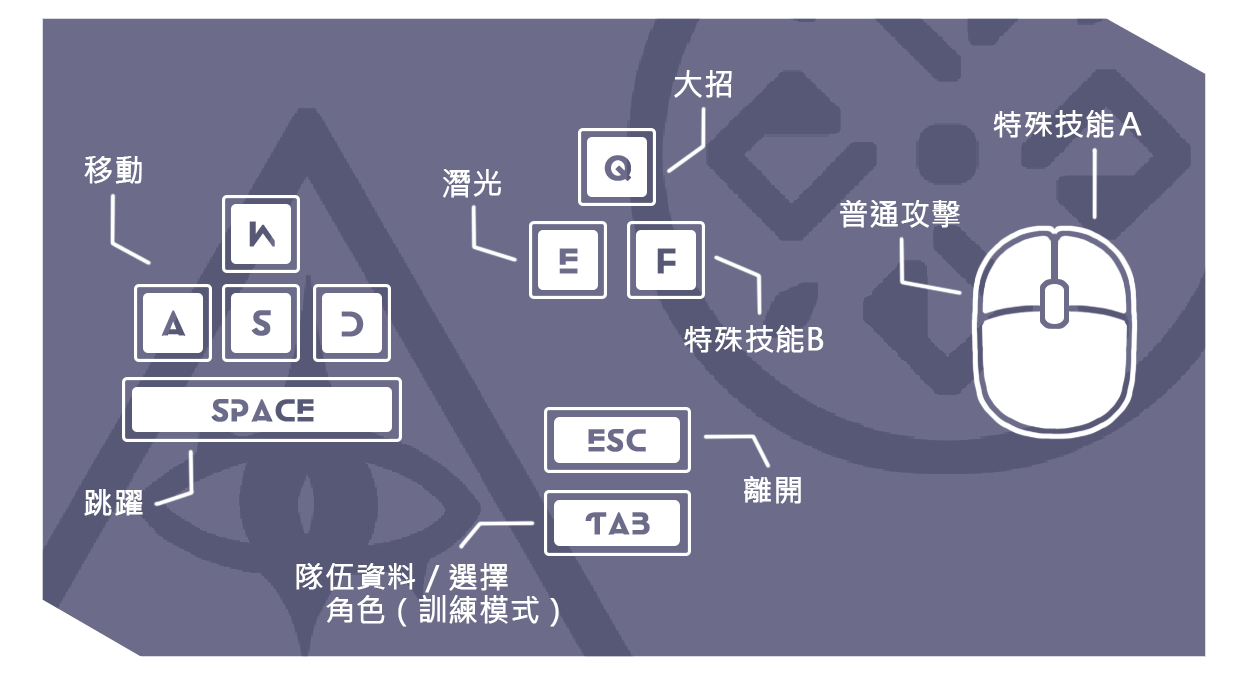 移動
W
A S D
SPACE
跳躍
大招
潛光
Q
E F
特殊技能B
特殊技能A
普通攻擊
ESC
離開
TAB
隊伍資料 / 選擇
角色 ( 訓練模式 )